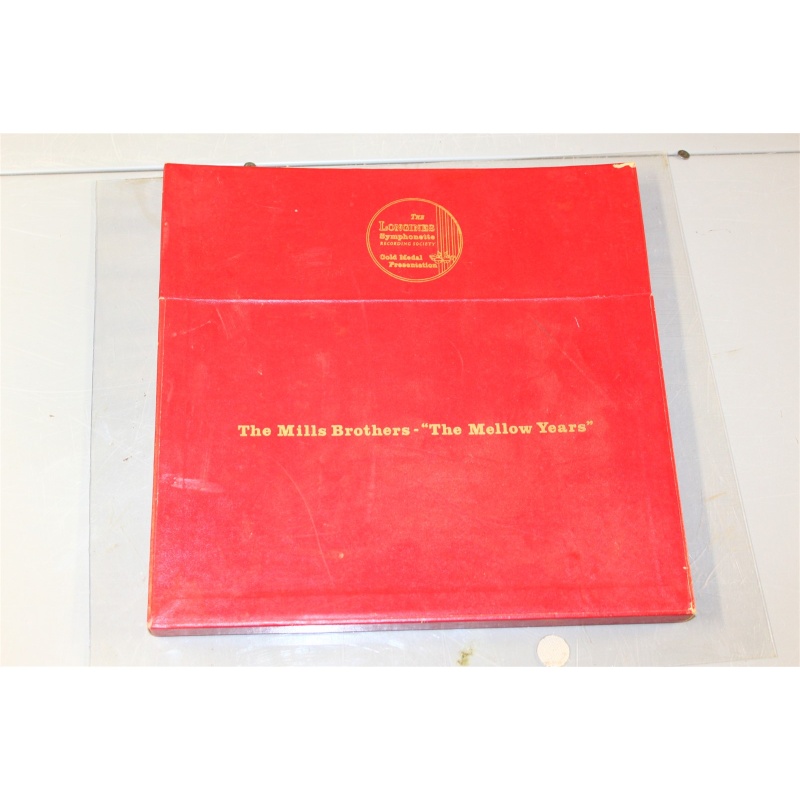 The
LONGINES
Symphonette
RECORDING SOCIETY
Gold Medal
Presentation
The Mills Brothers - "The Mellow Years"